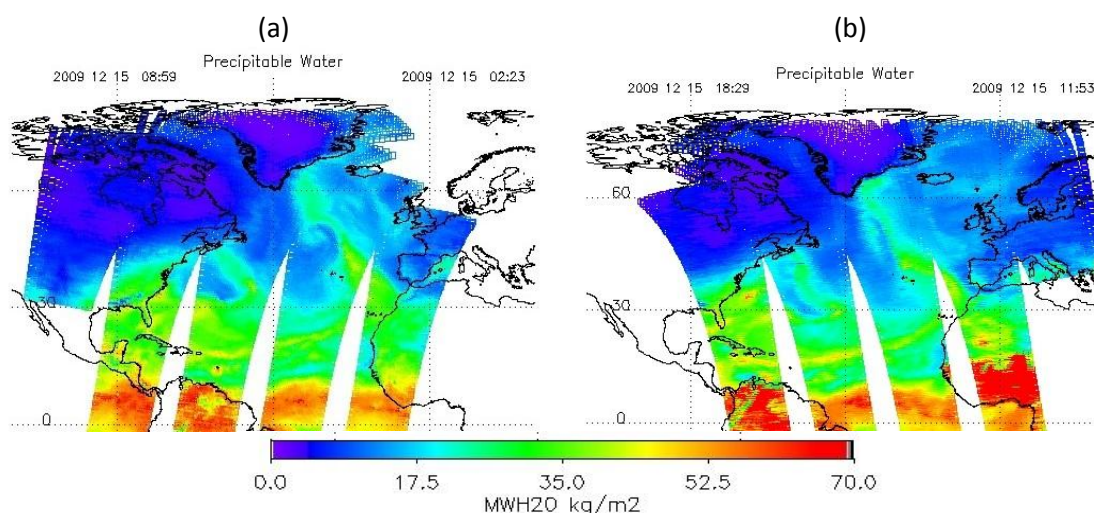 (a)
Precipitable Water
2009 12 15 08:59
2009 12 15 02:23
30
0
(b)
Precipitable Water
2009 12 15 18:29
2009 12 15 11:53
60
30
0
0.0 17.5 35.0 52.5 70.0
MWH2O kg/m2